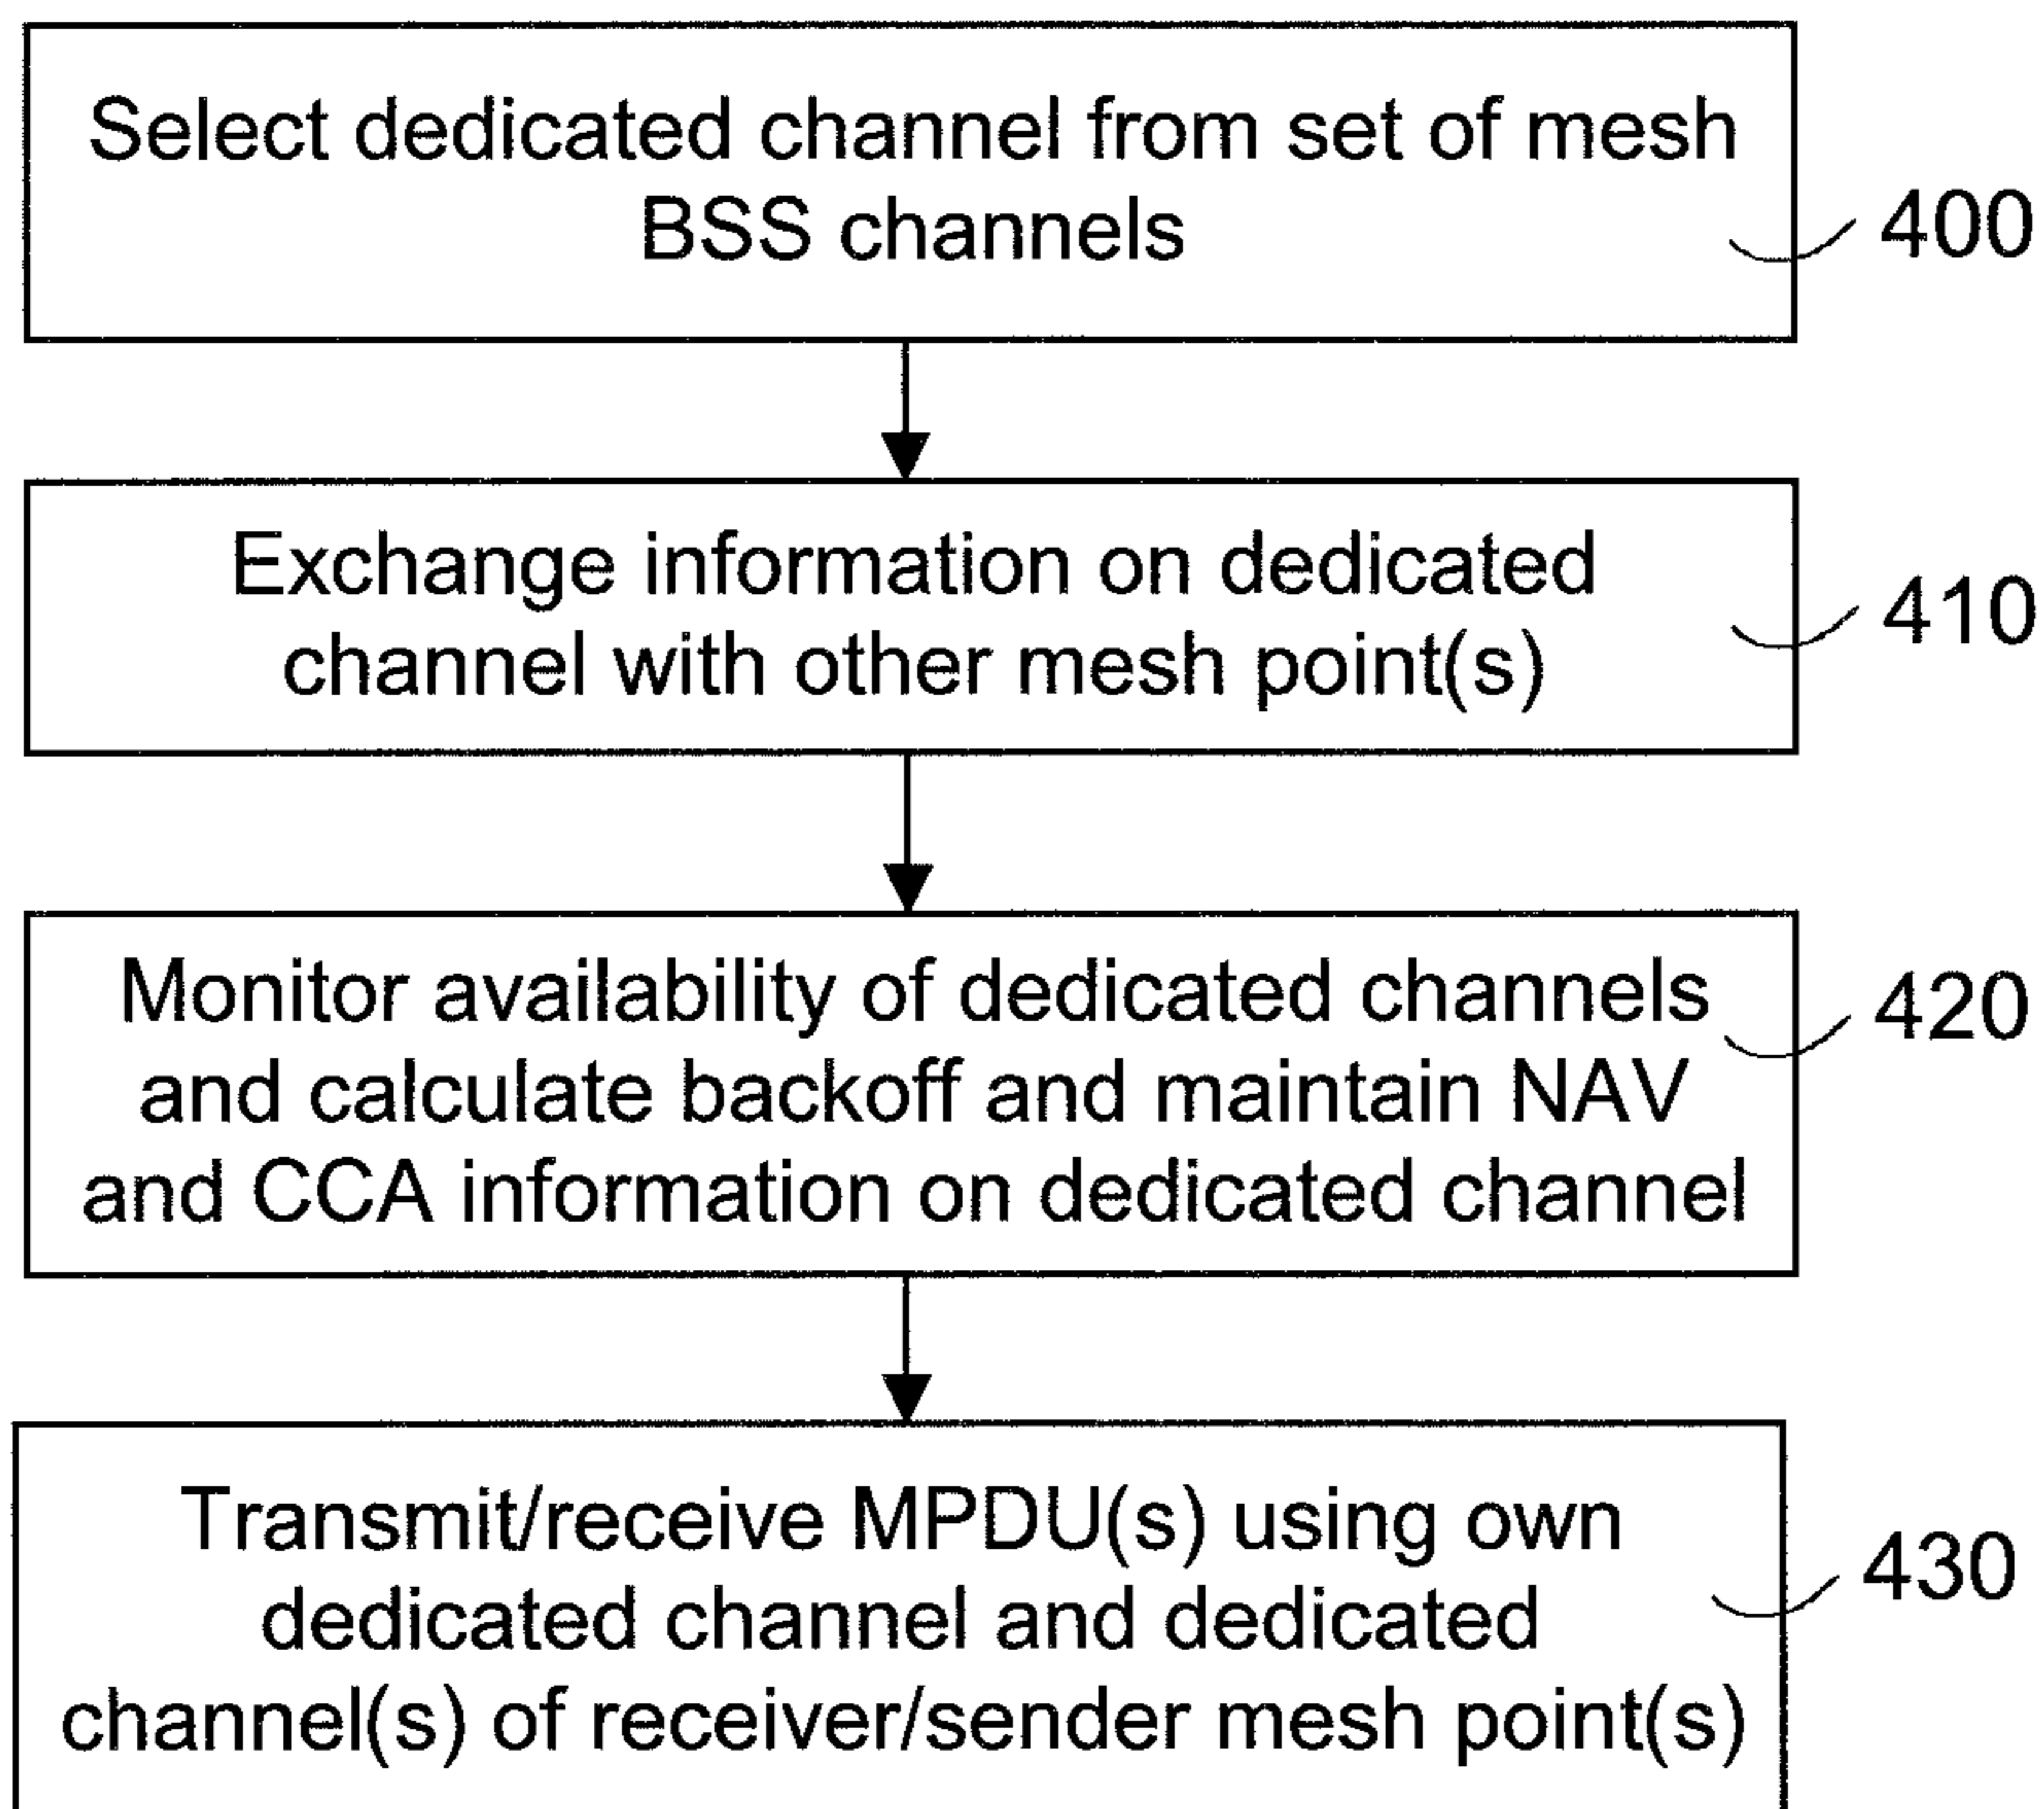 Select dedicated channel from set of mesh
BSS channels
400
Exchange information on dedicated
channel with other mesh point(s)
410
Monitor availability of dedicated channels
and calculate backoff and maintain NAV
and CCA information on dedicated channel
420
Transmit/receive MPDU(s) using own
dedicated channel and dedicated
channel(s) of receiver/sender mesh point(s)
430